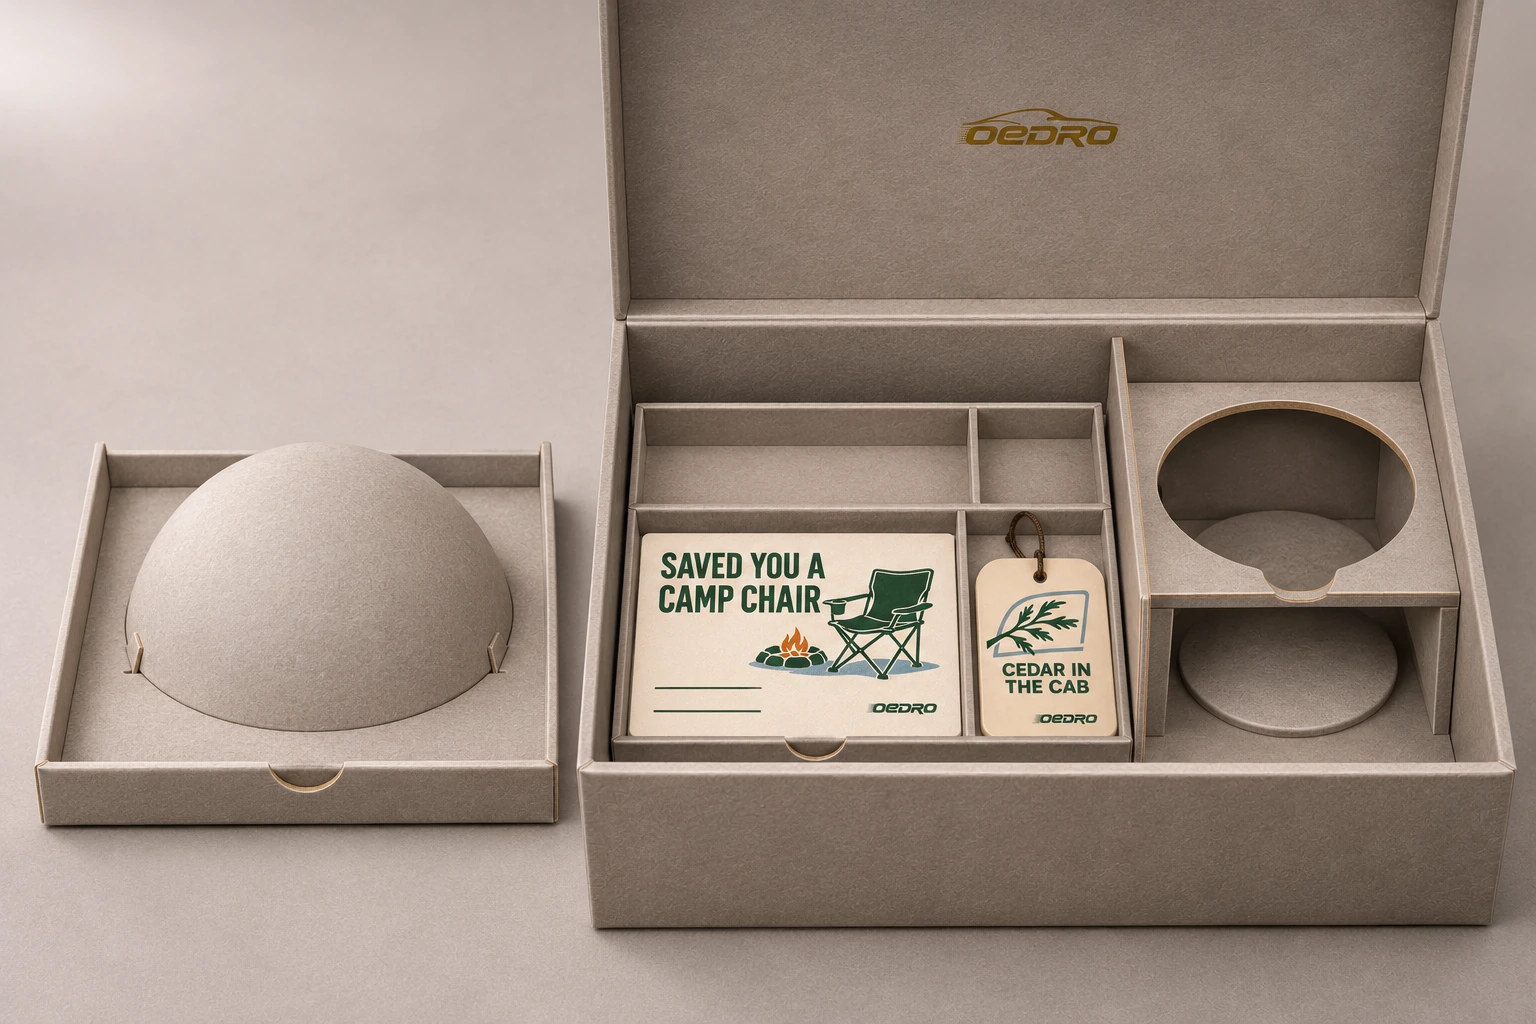 OEDRO
SAVED YOU A
CAMP CHAIR
OEDRO
CEDAR IN
THE CAB
OEDRO